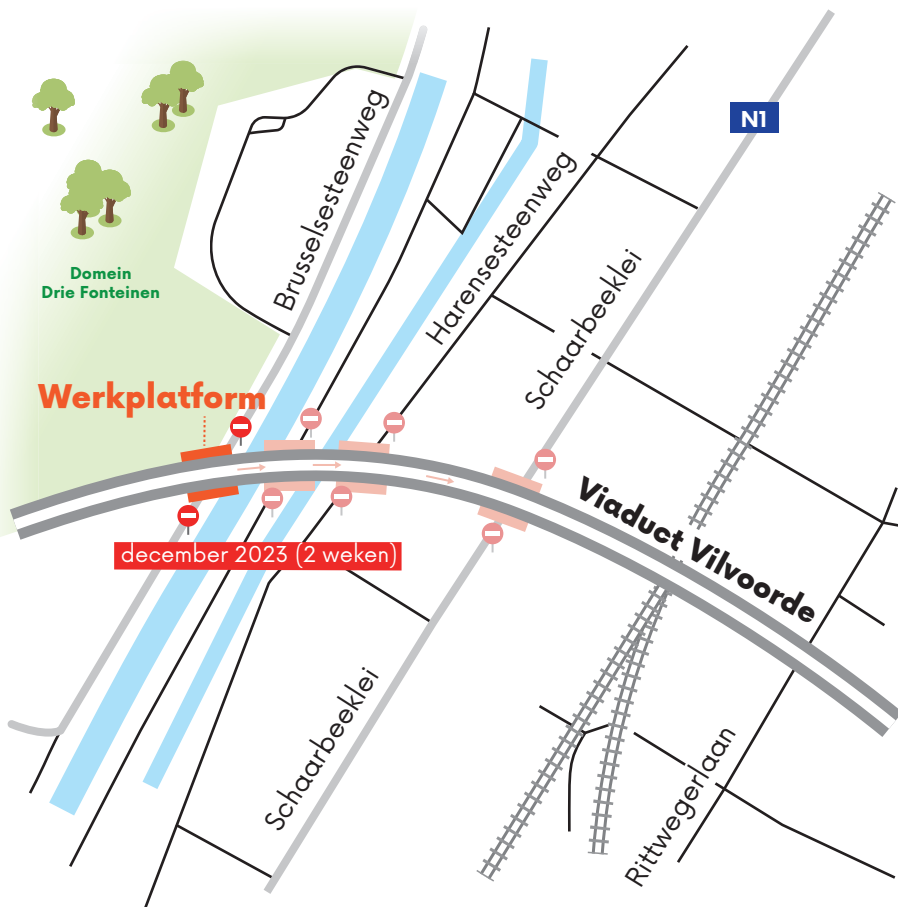 N1
Brusselsesteenweg
Harensesteenweg
Schaarbeeklei
Domein
Drie Fonteinen
Werkplatform
Viaduct Vilvoorde
december 2023 (2 weken)
Schaarbeeklei
Rittwegerlaan